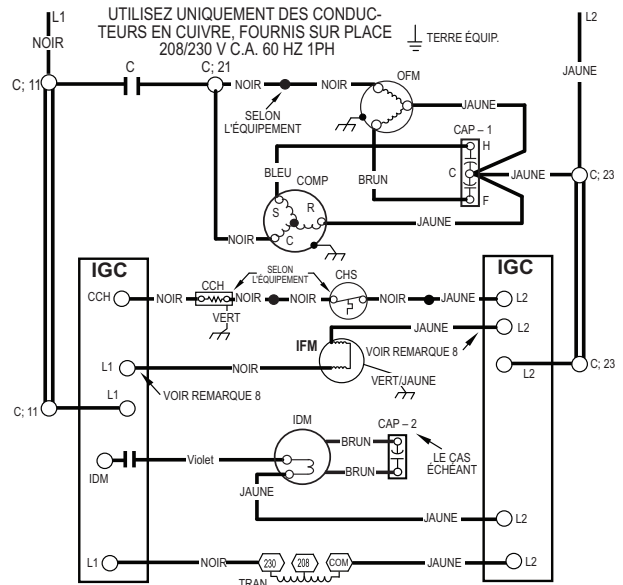 L1
UTILISEZ UNIQUEMENT DES CONDUC-
TEURS EN CUIVRE, FOURNIS SUR PLACE
208/230 V C.A. 60 HZ 1PH
TERRE ÉQUIP.
L2
NOIR
JAUNE
C; 11
C
C; 21
NOIR
NOIR
OFM
SELON
L'ÉQUIPEMENT
JAUNE
CAP – 1
H
BLEU
COMP
BRUN
C
JAUNE
C; 23
S
R
F
JAUNE
NOIR
C
IGC
IGC
SELON
L'ÉQUIPEMENT
CCH
CHS
CCH
NOIR
NOIR
NOIR
NOIR
JAUNE
L2
VERT
JAUNE
L2
IFM
VOIR REMARQUE 8
L1
NOIR
L2
C; 23
VERT/JAUNE
VOIR REMARQUE 8
L1
C; 11
IDM
CAP – 2
BRUN
LE CAS
ÉCHÉANT
Violet
BRUN
IDM
JAUNE
JAUNE
L2
L1
NOIR
230
208
COM
JAUNE
L2
TRAN